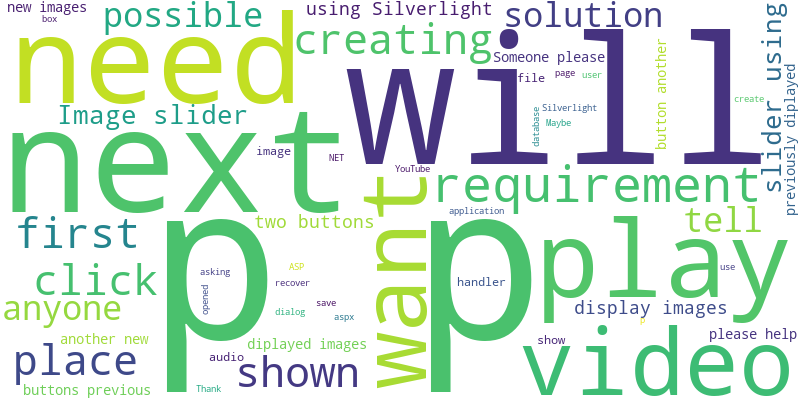 new images
box
possible
using Silverlight
solution
slider using
need
creating
will
Someone please
file
page
user
button another
create
previously diplayed
Image slider
Silverlight
database
Maybe
next
image
NET
YouTube
want
requirement
first
p p
two buttons
application
play
tell
click
asking
ASP
recover
handler
use
anyone
opened
dialog
save
aspx
display images
p
another new
diplayed images
show
please help
place
audio
shown
video
buttons previous
Thank